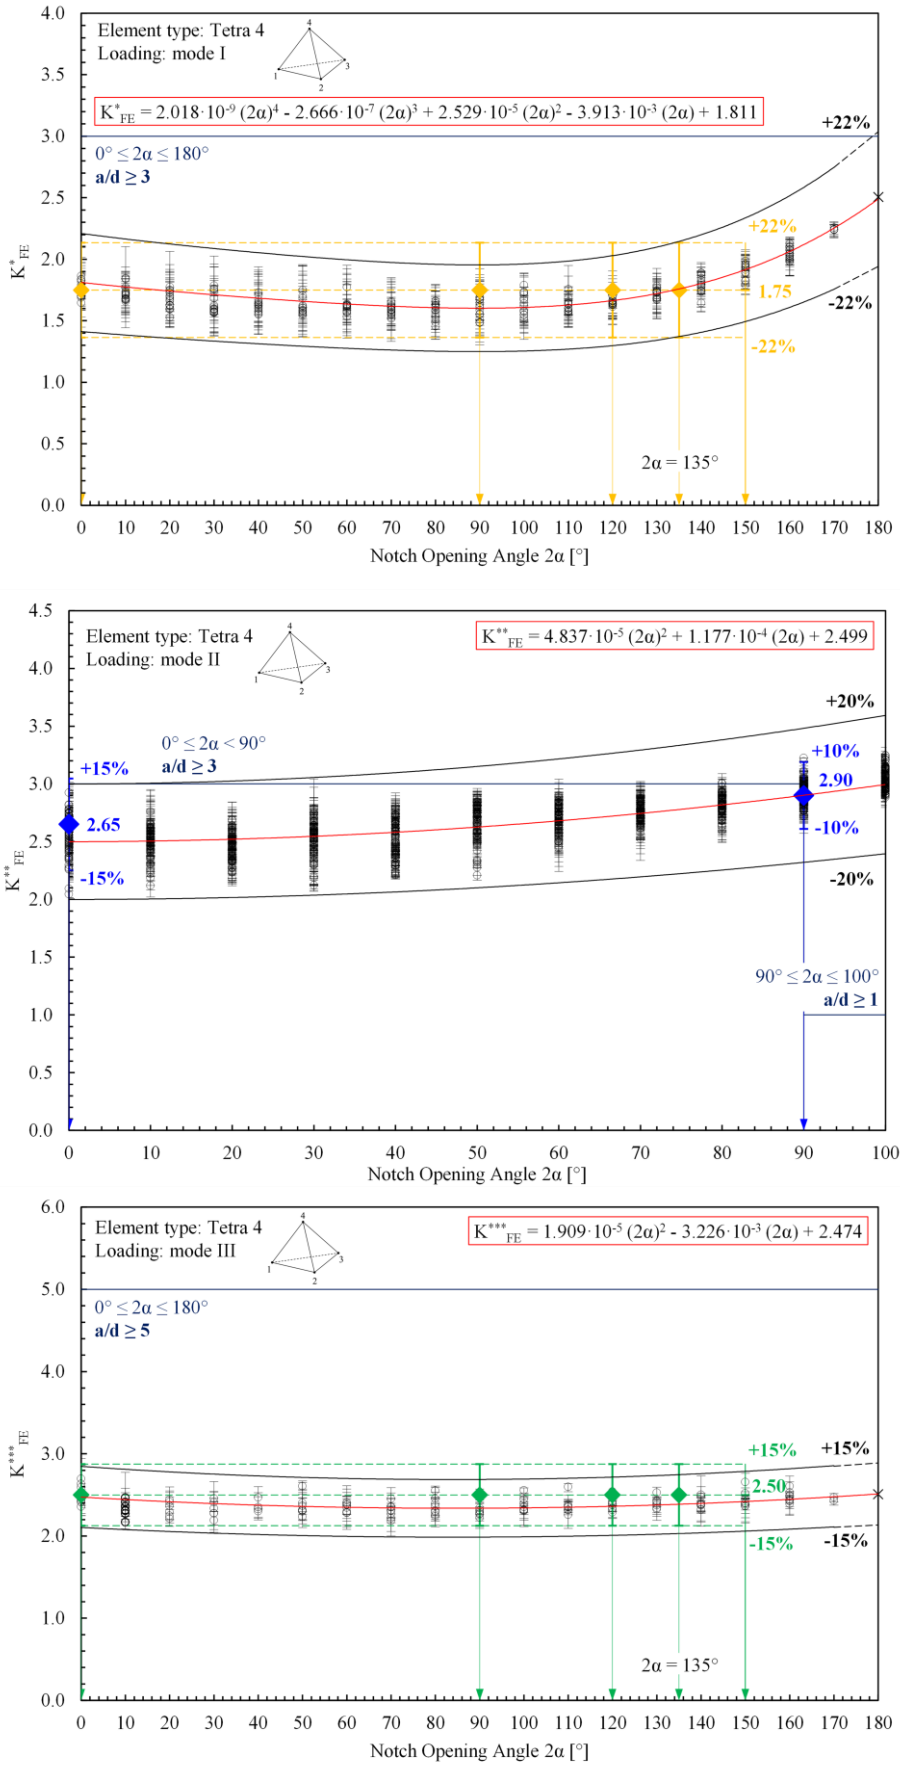 4.0
Element type: Tetra 4
Loading: mode I
4
1
2
3
3.5
K*FE = 2.018·10-9 (2α)4 - 2.666·10-7 (2α)3 + 2.529·10-5 (2α)2 - 3.913·10-3 (2α) + 1.811
+22%
3.0
0° ≤ 2α ≤ 180°
a/d ≥ 3
2.5
+22%
2.0
K*FE
1.75
-22%
1.5
-22%
1.0
0.5
2α = 135°
0.0
0 10 20 30 40 50 60 70 80 90 100 110 120 130 140 150 160 170 180
Notch Opening Angle 2α [°]
4.5
Element type: Tetra 4
Loading: mode II
4
1
2
3
K**FE = 4.837·10-5 (2α)2 + 1.177·10-4 (2α) + 2.499
4.0
+20%
3.5
0° ≤ 2α < 90°
a/d ≥ 3
+15%
+10%
3.0
2.90
2.65
-10%
2.5
K**FE
-15%
-20%
2.0
1.5
90° ≤ 2α ≤ 100°
a/d ≥ 1
1.0
0.5
0.0
0 10 20 30 40 50 60 70 80 90 100
Notch Opening Angle 2α [°]
6.0
Element type: Tetra 4
Loading: mode III
4
1
2
3
K***FE = 1.909·10-5 (2α)2 - 3.226·10-3 (2α) + 2.474
5.0
0° ≤ 2α ≤ 180°
a/d ≥ 5
4.0
K***FE
3.0
+15%
+15%
2.50
2.0
-15%
-15%
1.0
2α = 135°
0.0
0 10 20 30 40 50 60 70 80 90 100 110 120 130 140 150 160 170 180
Notch Opening Angle 2α [°]